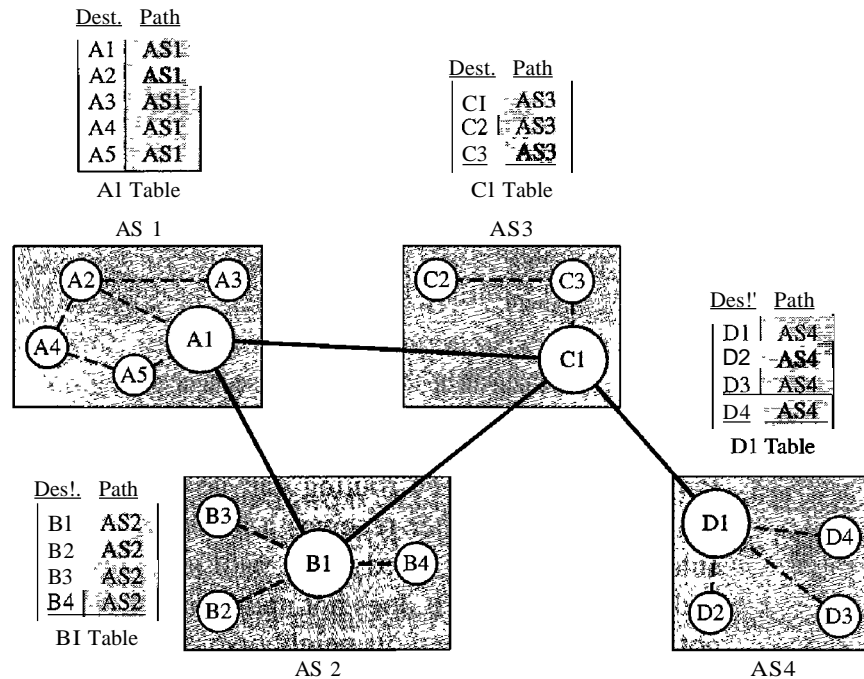 Dest. Path
A1 AS1
A2 AS1
A3 AS1
A4 AS1
A5 AS1
A1 Table
Dest. Path
CI AS3
C2 AS3
C3 AS3
C1 Table
AS 1
A2
A3
A1
A4
A5
AS3
C2
C3
C1
Des!' Path
D1 AS4
D2 AS4
D3 AS4
D4 AS4
D1 Table
Des!. Path
B1 AS2
B2 AS2
B3 AS2
B4 AS2
BI Table
B3
B1
B4
B2
AS 2
D1
D4
D2
D3
AS4